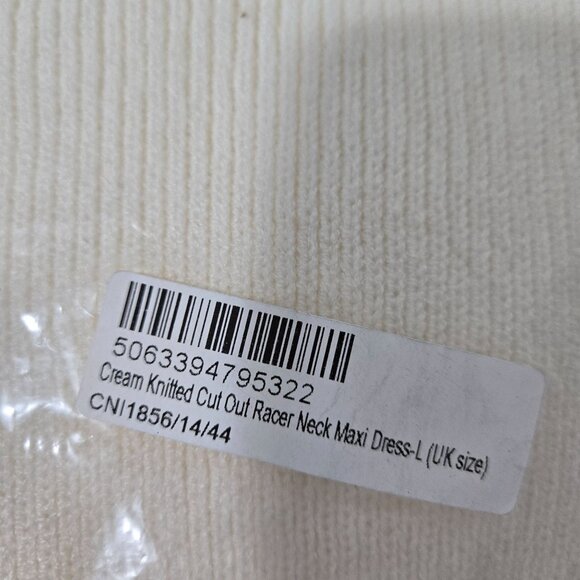 5063394795322
Cream Knitted Cut Out Racer Neck Maxi Dress-L (UK size)
CNI1856/14/44